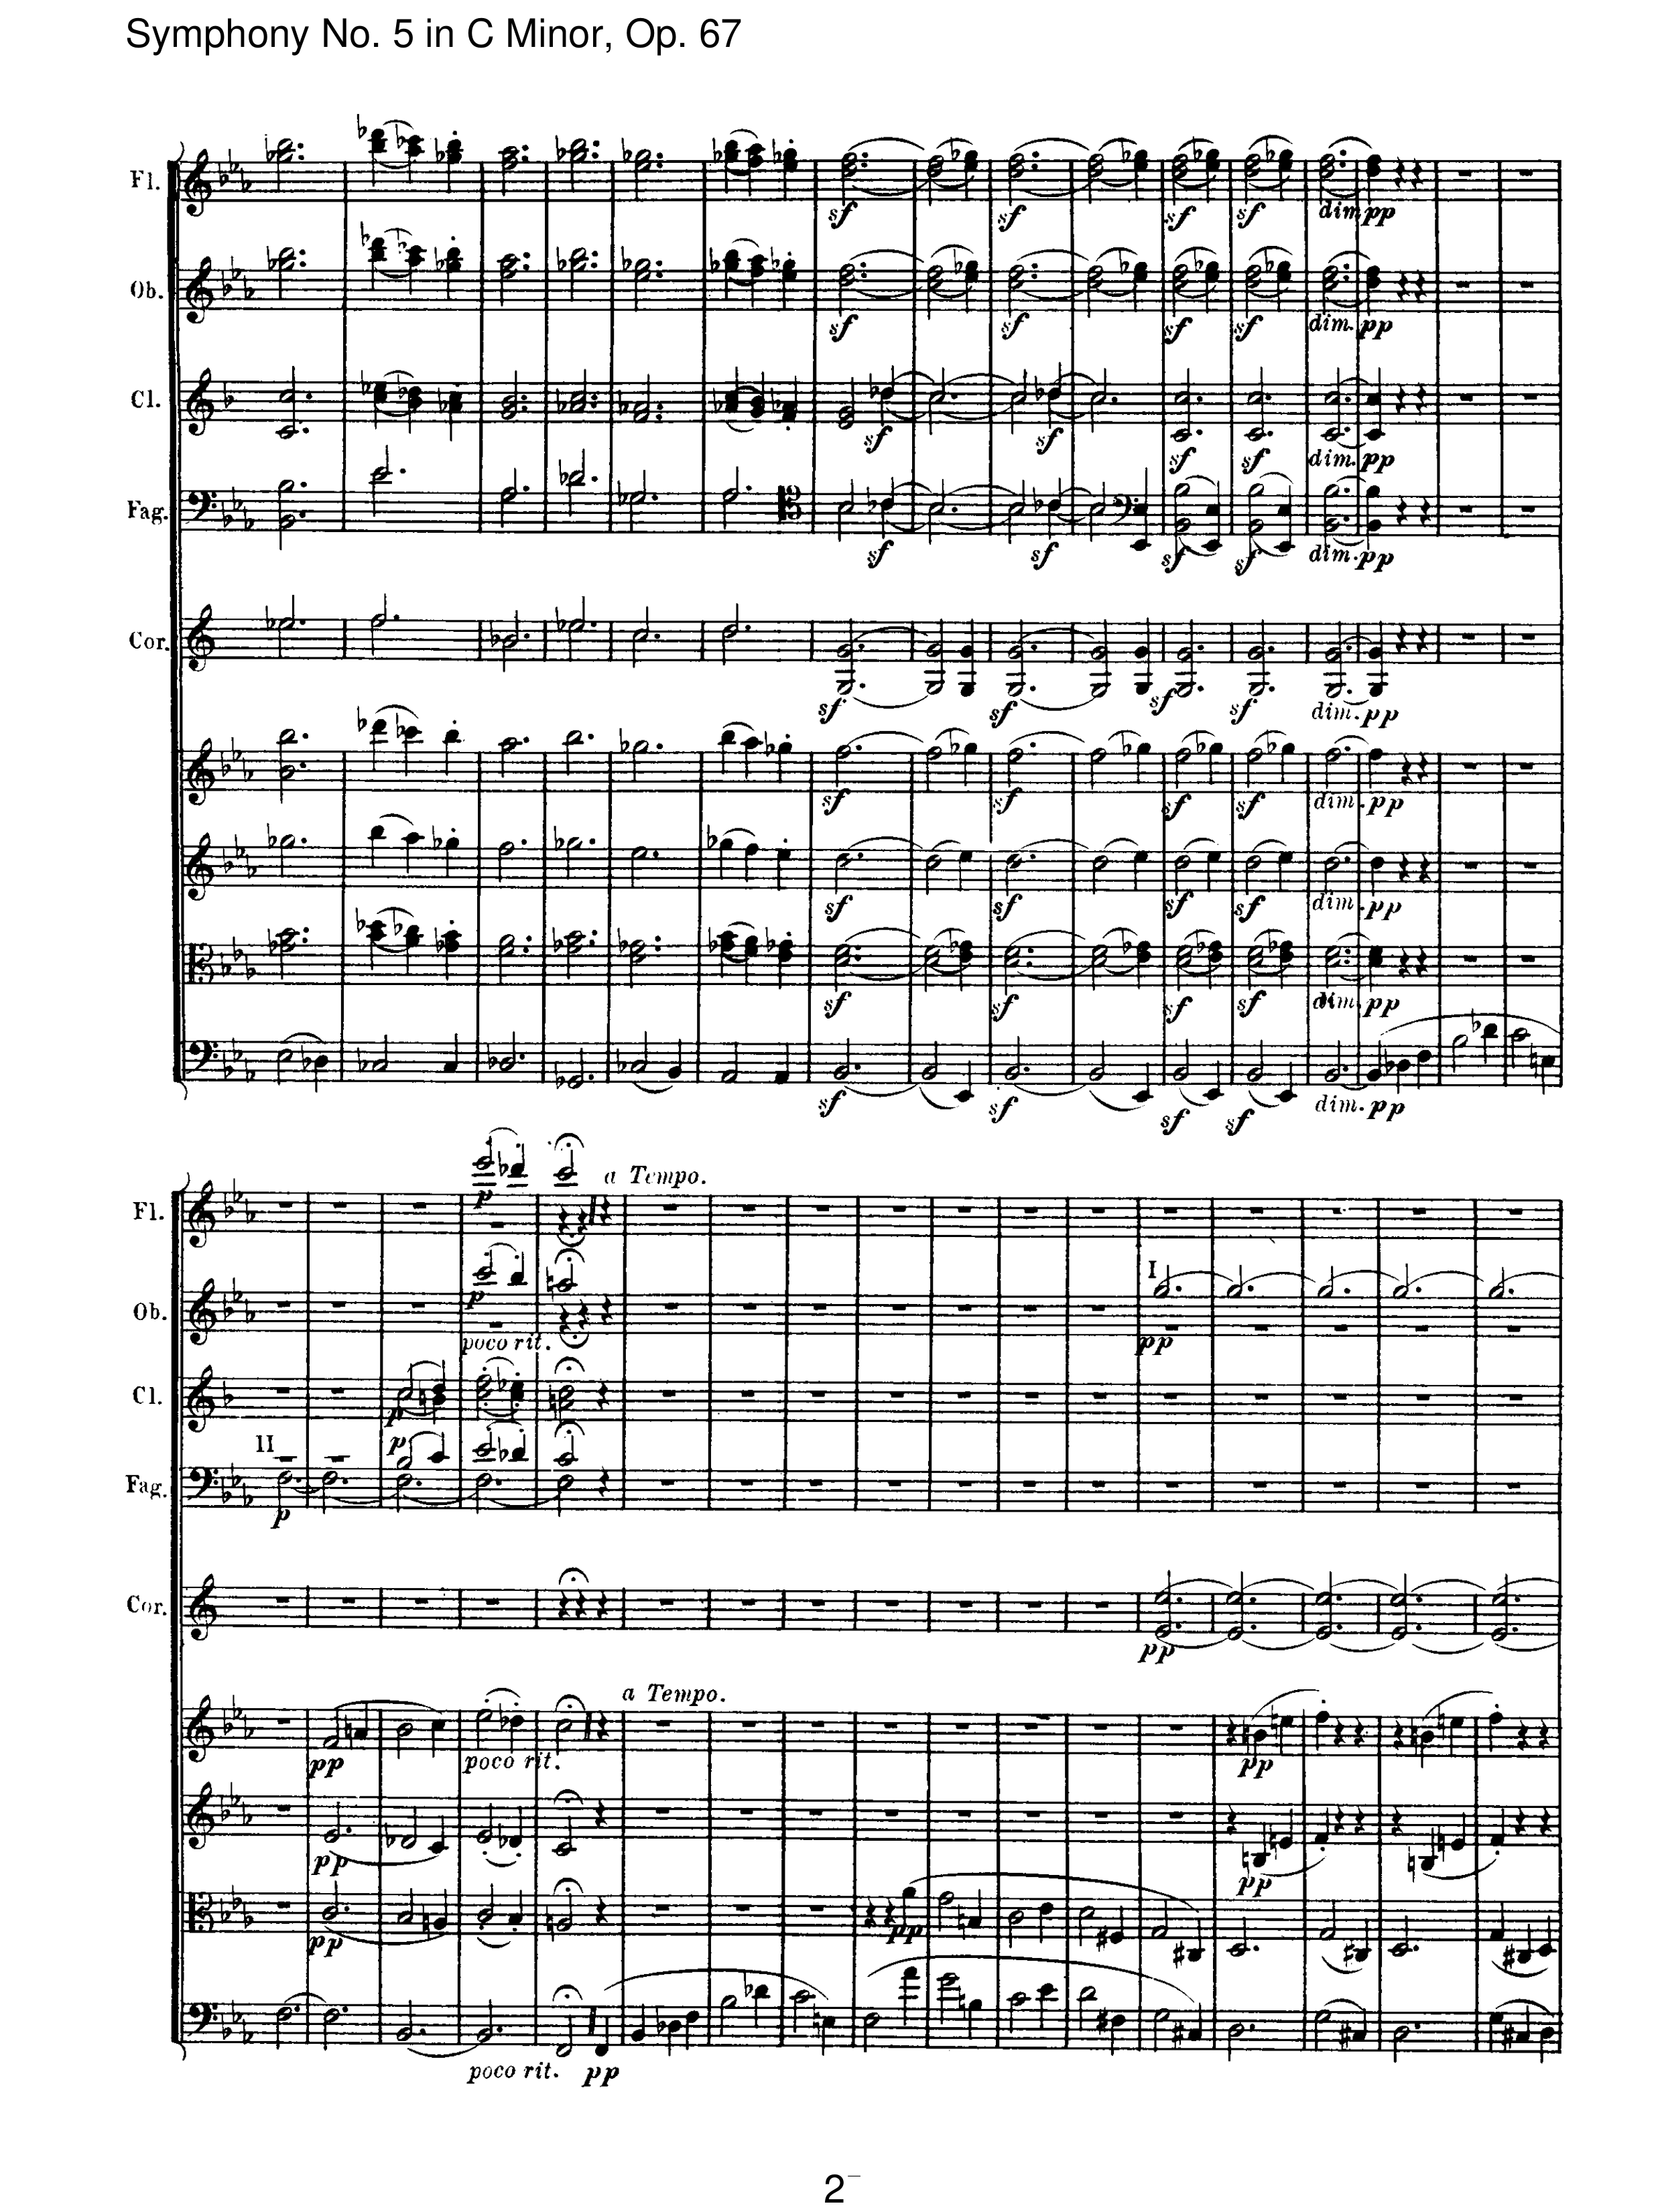 Symphony No. 5 in C Minor, Op. 67
Fl.
sf sf sf sf dim. pp
Ob.
sf sf sf sf dim. pp
Cl.
sf sf sf sf dim. pp
Fag.
sf sf sf sf dim. pp
Cor.
sf sf sf sf dim. pp
sf sf sf sf dim. pp
sf sf sf sf dim. pp
sf sf sf sf dim. pp
sf sf sf sf dim. pp
a Tempo.
Fl.
p
I
Ob.
p
poco rit.
pp
Cl.
p
II
p
Fag.
p
Cor.
pp
a Tempo.
pp poco rit. pp
pp pp
pp pp
poco rit. pp
2